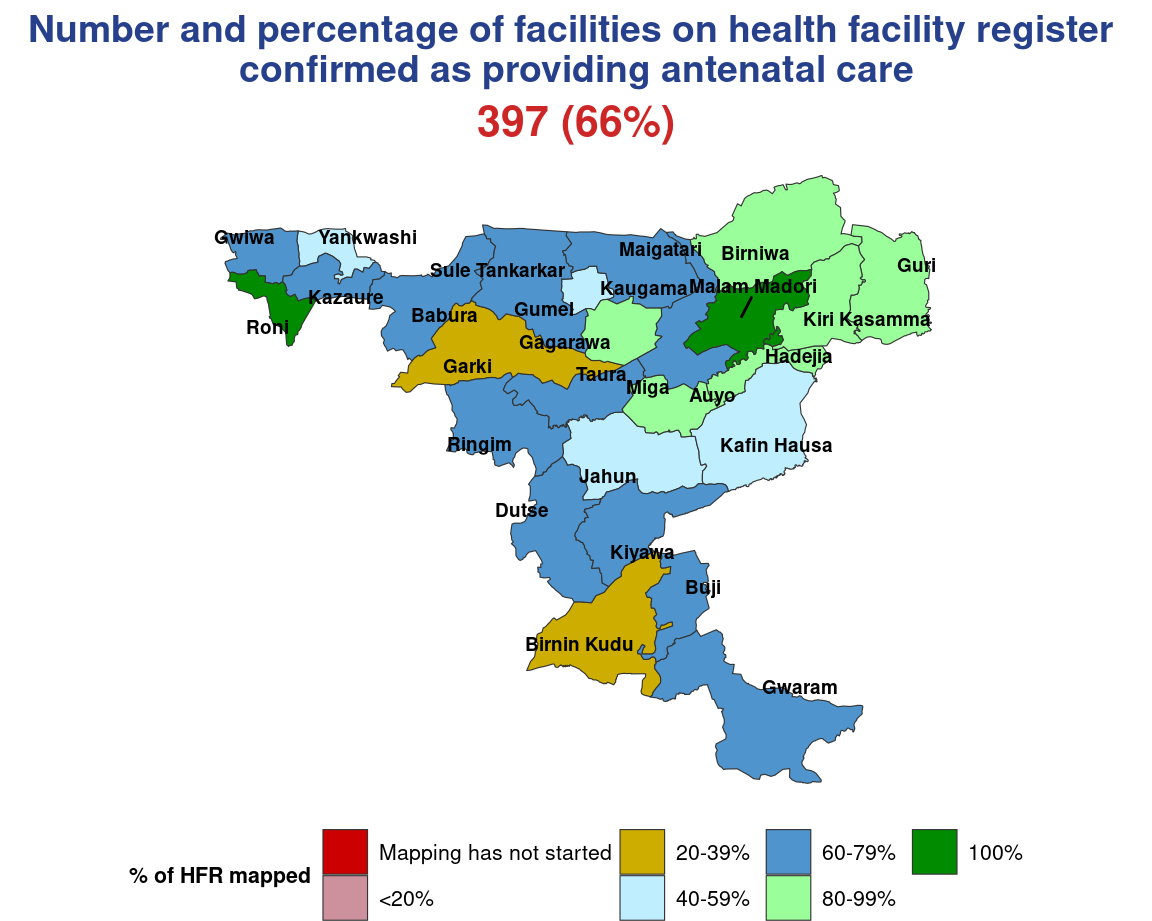 Number and percentage of facilities on health facility register
confirmed as providing antenatal care
397 (66%)
Gwiwa
Yankwashi
Maigatari
Birniwa
Guri
Sule Tankarkar
Kaugama
Malam Madori
Kazaure
Gumel
Babura
Kiri Kasamma
Roni
Gagarawa
Hadejia
Garki
Taura
Miga
Auyo
Ringim
Kafin Hausa
Jahun
Dutse
Kiyawa
Buji
Birnin Kudu
Gwaram
% of HFR mapped
Mapping has not started
<20%
20-39%
40-59%
60-79%
80-99%
100%